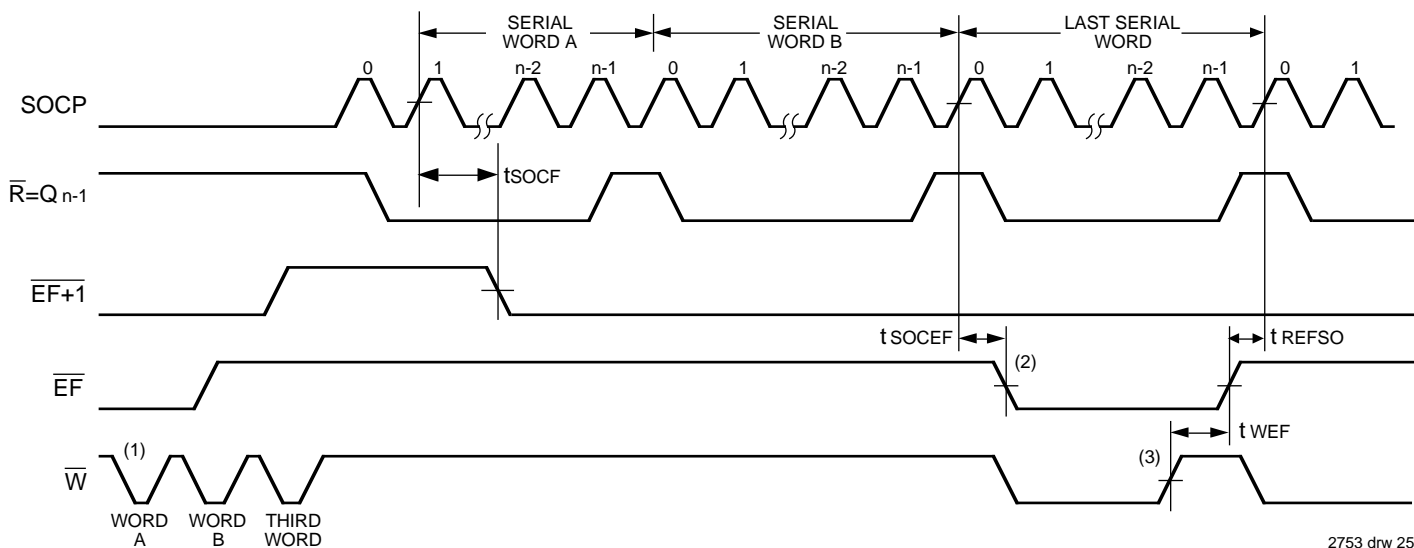 SERIAL
WORD A
SERIAL
WORD B
LAST SERIAL
WORD
0 1 n-2 n-1 0 1 n-2 n-1 0 1 n-2 n-1 0 1
SOCP
tSOCF
R=Q n-1
EF+1
t SOCEF
t REFSO
(2)
EF
t WEF
(1)
(3)
W
WORD
A
WORD
B
THIRD
WORD
2753 drw 25